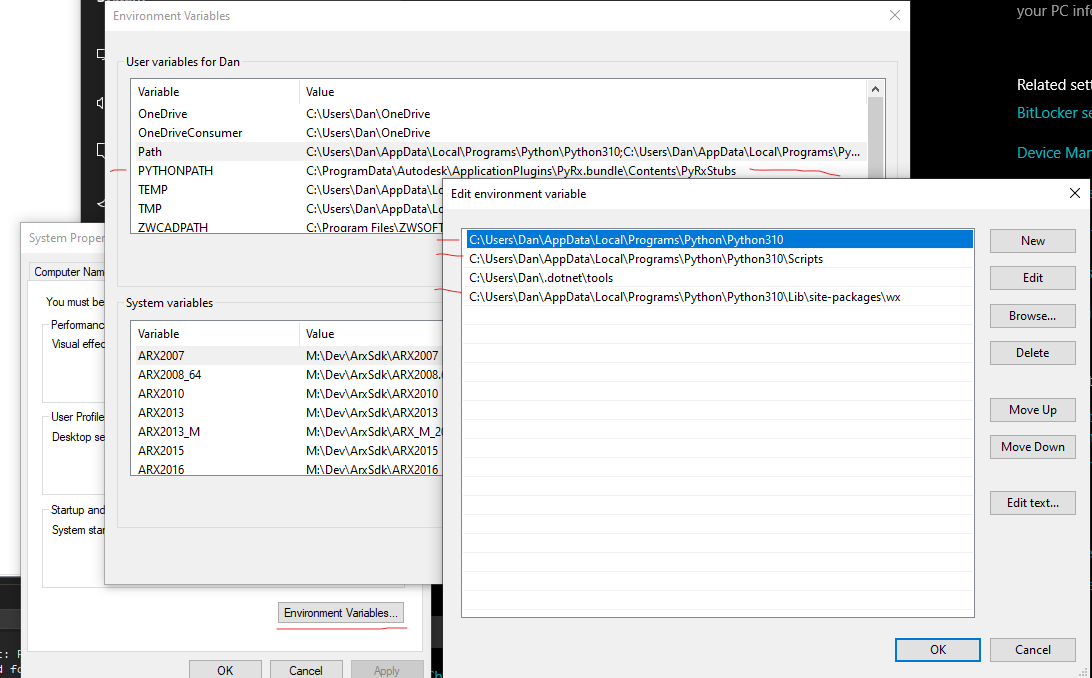 your PC info
Environment Variables
User variables for Dan
Variable Value
OneDrive C:\Users\Dan\OneDrive
OneDriveConsumer C:\Users\Dan\OneDrive
Path C:\Users\Dan\AppData\Local\Programs\Python\Python310;C:\Users\Dan\AppData\Local\Programs\Py...
PYTHONPATH C:\ProgramData\Autodesk\ApplicationPlugins\PyRx.bundle\Contents\PyRxStubs
TEMP C:\Users\Dan\AppData\Lo
TMP C:\Users\Dan\AppData\Lo
ZWCADPATH C:\Program Files\ZWSOFT
Related sett
BitLocker se
Device Man
Edit environment variable
C:\Users\Dan\AppData\Local\Programs\Python\Python310
C:\Users\Dan\AppData\Local\Programs\Python\Python310\Scripts
C:\Users\Dan\.dotnet\tools
C:\Users\Dan\AppData\Local\Programs\Python\Python310\Lib\site-packages\wx
New
Edit
Browse...
Delete
Move Up
Move Down
Edit text...
OK
Cancel
System variables
Variable Value
ARX2007 M:\Dev\ArxSdk\ARX2007
ARX2008_64 M:\Dev\ArxSdk\ARX2008.
ARX2010 M:\Dev\ArxSdk\ARX2010
ARX2013 M:\Dev\ArxSdk\ARX2013
ARX2013_M M:\Dev\ArxSdk\ARX_M_20
ARX2015 M:\Dev\ArxSdk\ARX2015
ARX2016 M:\Dev\ArxSdk\ARX2016
System Proper
Computer Nam
You must be
Performanc
Visual effec
User Profile
Desktop se
Startup and
System star
Environment Variables...
OK
Cancel
Apply